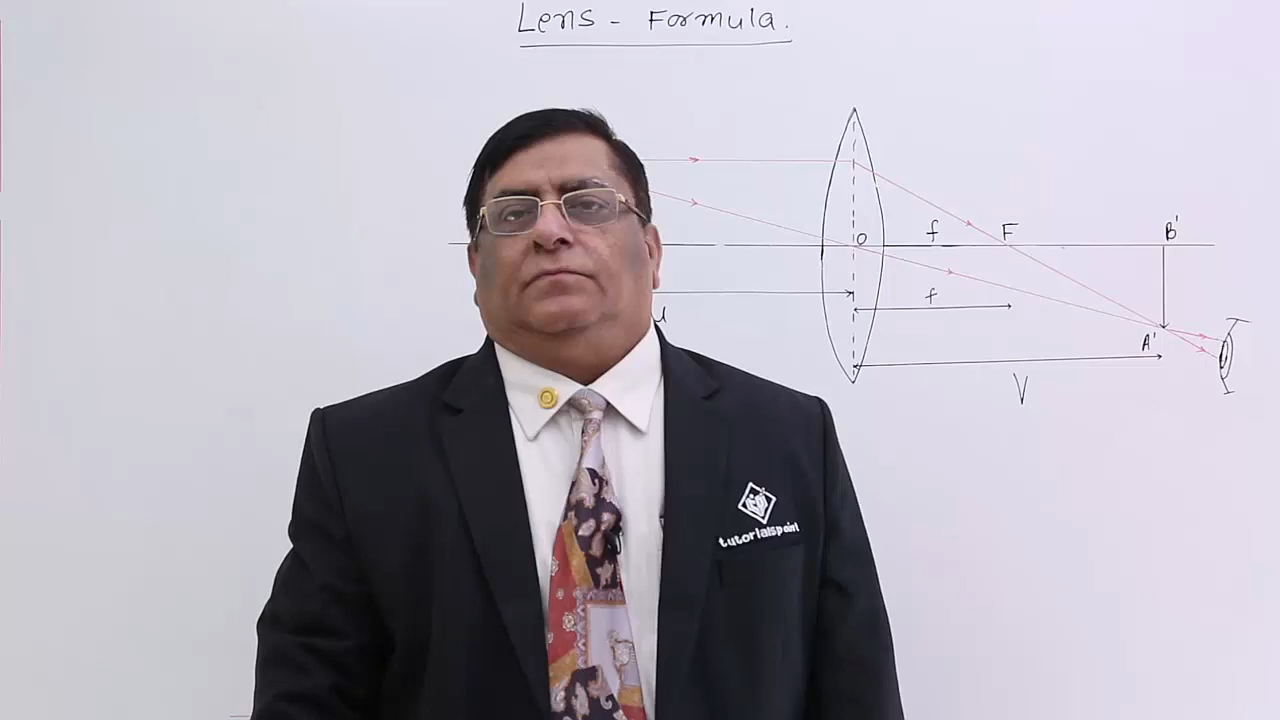 Lens - Formula.
O f F B'
u f
A'
V
tutorialspoint